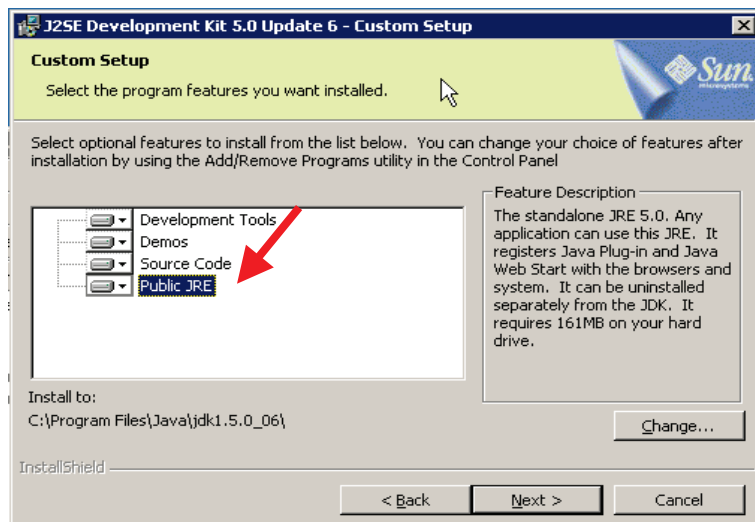 J2SE Development Kit 5.0 Update 6 - Custom Setup
Custom Setup
Select the program features you want installed.
Sun
microsystems
Select optional features to install from the list below. You can change your choice of features after
installation by using the Add/Remove Programs utility in the Control Panel
Development Tools
Demos
Source Code
Public JRE
Feature Description
The standalone JRE 5.0. Any
application can use this JRE. It
registers Java Plug-in and Java
Web Start with the browsers and
system. It can be uninstalled
separately from the JDK. It
requires 161MB on your hard
drive.
Install to:
C:\Program Files\Java\jdk1.5.0_06\
Change...
InstallShield
< Back
Next >
Cancel